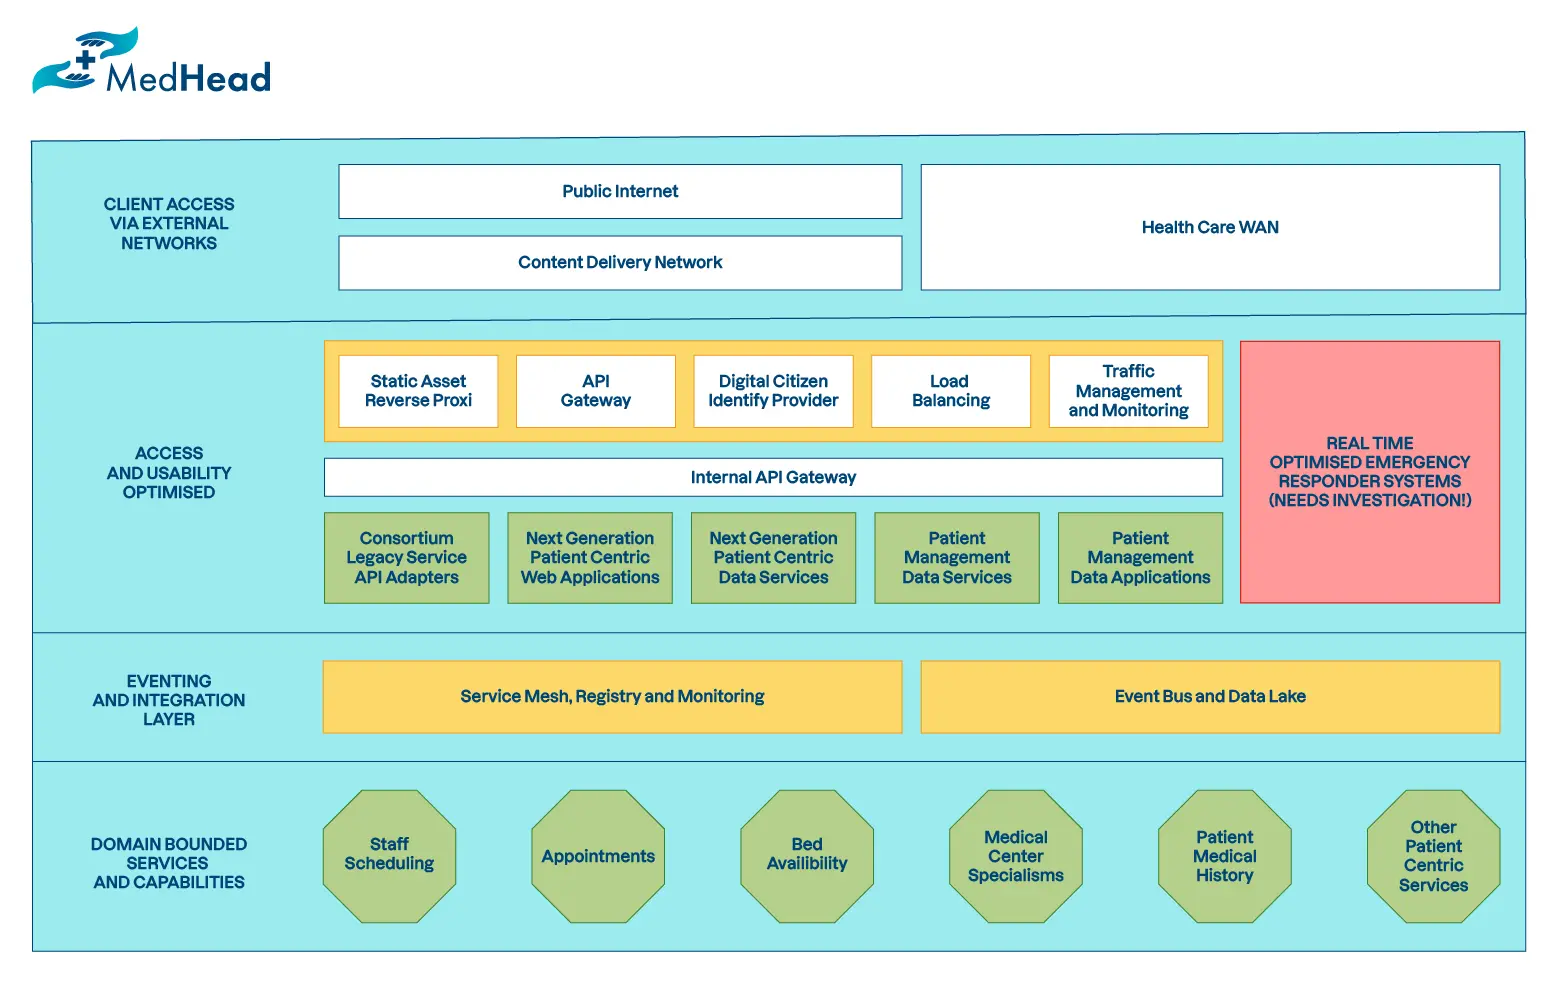 MedHead
CLIENT ACCESS
VIA EXTERNAL
NETWORKS
Public Internet
Content Delivery Network
Health Care WAN
ACCESS
AND USABILITY
OPTIMISED
Static Asset
Reverse Proxi
API
Gateway
Digital Citizen
Identify Provider
Load
Balancing
Traffic
Management
and Monitoring
Internal API Gateway
Consortium
Legacy Service
API Adapters
Next Generation
Patient Centric
Web Applications
Next Generation
Patient Centric
Data Services
Patient
Management
Data Services
Patient
Management
Data Applications
REAL TIME
OPTIMISED EMERGENCY
RESPONDER SYSTEMS
(NEEDS INVESTIGATION!)
EVENTING
AND INTEGRATION
LAYER
Service Mesh, Registry and Monitoring
Event Bus and Data Lake
DOMAIN BOUNDED
SERVICES
AND CAPABILITIES
Staff
Scheduling
Appointments
Bed
Availibility
Medical
Center
Specialisms
Patient
Medical
History
Other
Patient
Centric
Services